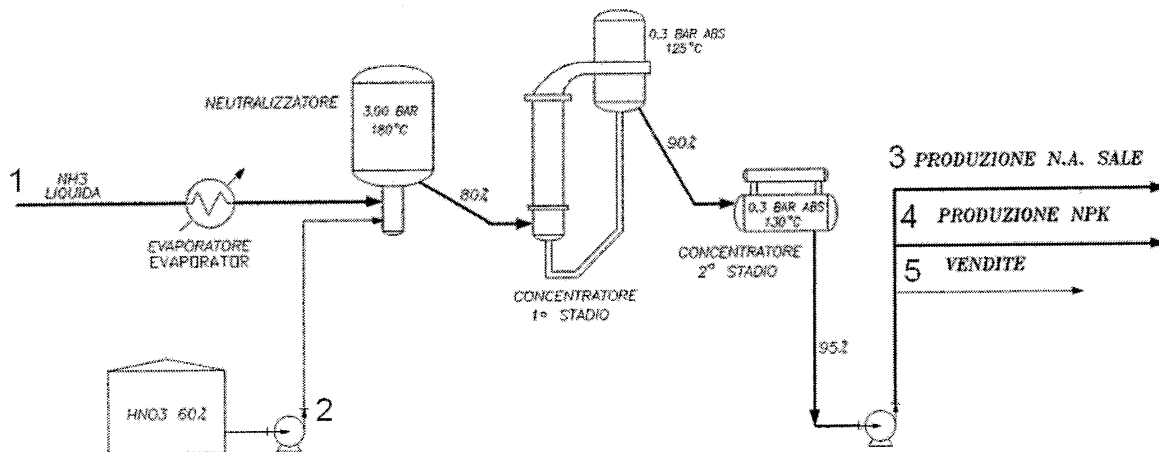 0.3 BAR ABS
125°C
NEUTRALIZZATORE
3.00 BAR
180°C
90%
3 PRODUZIONE N.A. SALE
1
NH3
LIQUIDA
80%
0.3 BAR ABS
130°C
4 PRODUZIONE NPK
EVAPORATORE
EVAPORATOR
CONCENTRATORE
2° STADIO
5 VENDITE
CONCENTRATORE
1° STADIO
95%
HNO3 60%
2